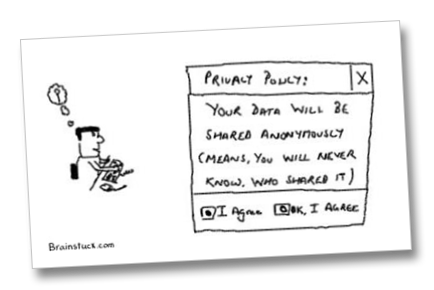 PRIVACY POLICY:
X
YOUR DATA WILL BE
SHARED ANONYMOUSLY
(MEANS, YOU WILL NEVER
KNOW, WHO SHARED IT)
I Agree OK, I AGREE
Brainstuck.com